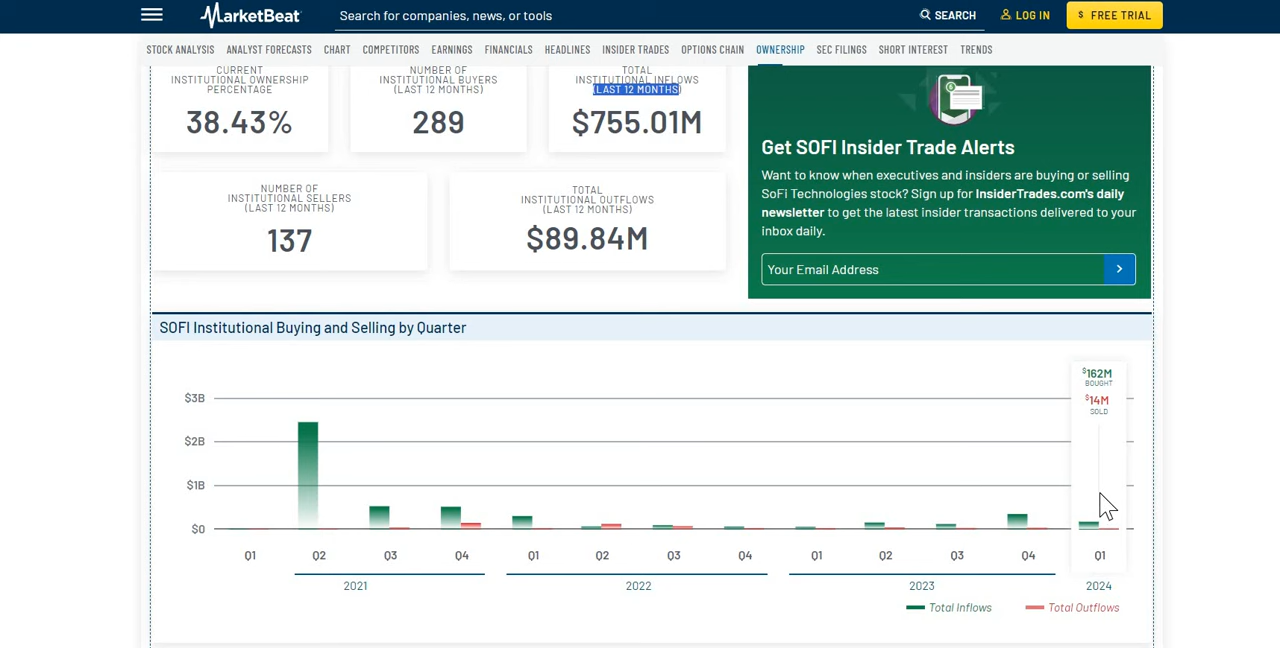 MarketBeat
Search for companies, news, or tools
SEARCH
LOG IN
$ FREE TRIAL
STOCK ANALYSIS
ANALYST FORECASTS
CHART
COMPETITORS
EARNINGS
FINANCIALS
HEADLINES
INSIDER TRADES
OPTIONS CHAIN
OWNERSHIP
SEC FILINGS
SHORT INTEREST
TRENDS
CURRENT
INSTITUTIONAL OWNERSHIP
PERCENTAGE
38.43%
NUMBER OF
INSTITUTIONAL BUYERS
(LAST 12 MONTHS)
289
TOTAL
INSTITUTIONAL INFLOWS
(LAST 12 MONTHS)
$755.01M
NUMBER OF
INSTITUTIONAL SELLERS
(LAST 12 MONTHS)
137
TOTAL
INSTITUTIONAL OUTFLOWS
(LAST 12 MONTHS)
$89.84M
Get SOFI Insider Trade Alerts
Want to know when executives and insiders are buying or selling
SoFi Technologies stock? Sign up for InsiderTrades.com's daily
newsletter to get the latest insider transactions delivered to your
inbox daily.
Your Email Address
SOFI Institutional Buying and Selling by Quarter
$162M
BOUGHT
$14M
SOLD
$3B
$2B
$1B
$0
Q1 Q2 Q3 Q4 Q1 Q2 Q3 Q4 Q1 Q2 Q3 Q4 Q1
2021 2022 2023 2024
Total Inflows
Total Outflows